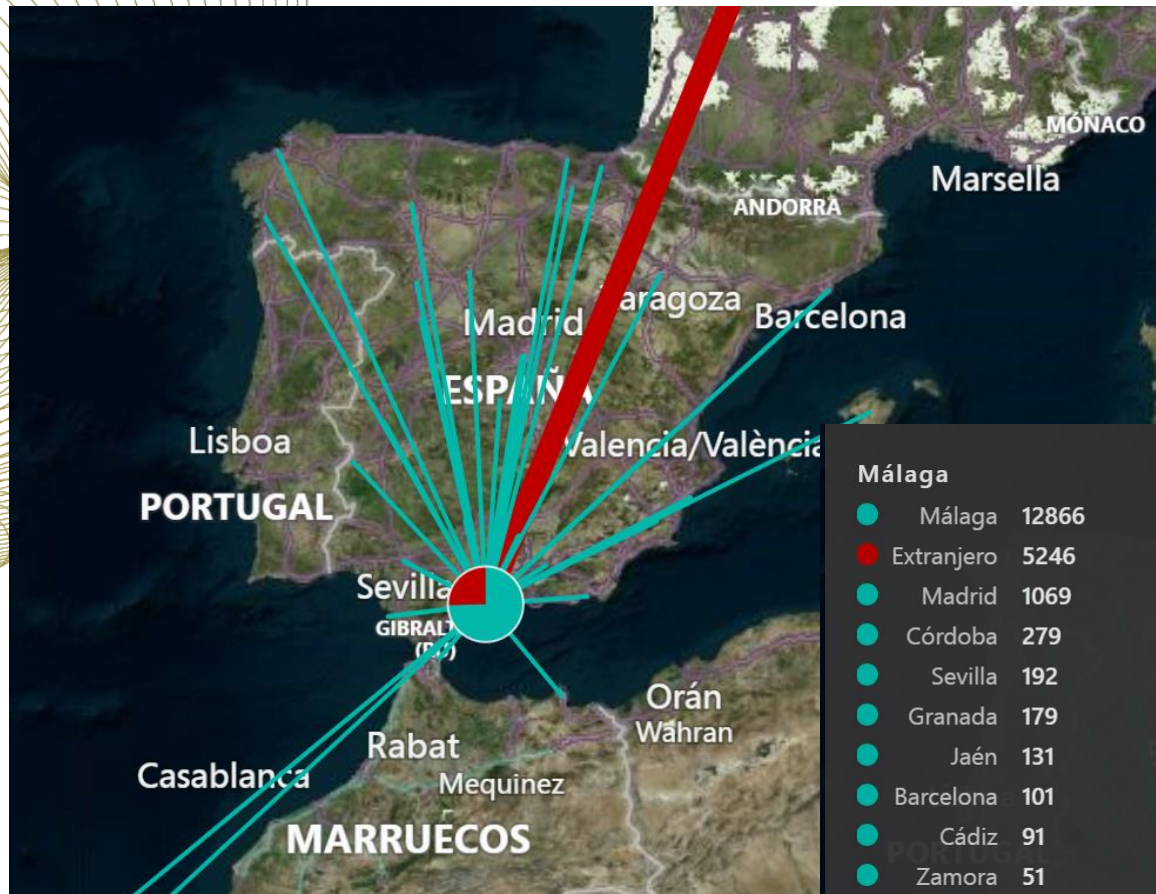 MÓNACO
Marsella
ANDORRA
Zaragoza
Barcelona
Madrid
ESPAÑA
Lisboa
Valencia/València
PORTUGAL
Sevilla
GIBRALT
(RU)
Orán
Wahran
Rabat
Casablanca
Mequinez
MARRUECOS
Málaga
Málaga 12866
Extranjero 5246
Madrid 1069
Córdoba 279
Sevilla 192
Granada 179
Jaén 131
Barcelona 101
Cádiz 91
Zamora 51